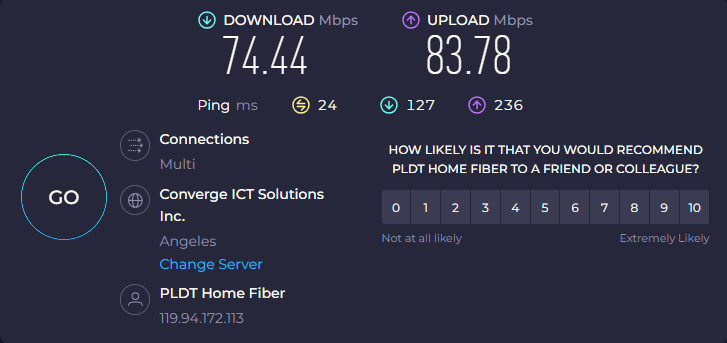 DOWNLOAD Mbps
UPLOAD Mbps
74.44
83.78
Ping ms 24 127 236
Connections
Multi
GO
Converge ICT Solutions
Inc.
Angeles
Change Server
PLDT Home Fiber
119.94.172.113
HOW LIKELY IS IT THAT YOU WOULD RECOMMEND
PLDT HOME FIBER TO A FRIEND OR COLLEAGUE?
0 1 2 3 4 5 6 7 8 9 10
Not at all likely
Extremely Likely